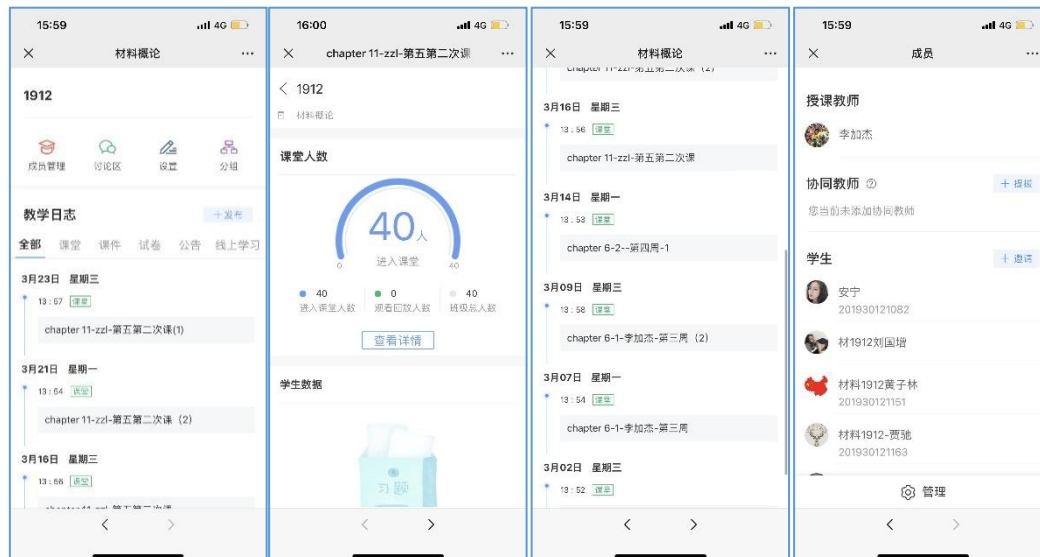 15:59
4G
材料概论
1912
成员管理
讨论区
设置
分组
教学日志
+发布
全部 课堂 课件 试卷 公告 线上学习
3月23日 星期三
13:57 课堂
chapter 11-zzl-第五第二次课(1)
3月21日 星期一
13:54 课堂
chapter 11-zzl-第五第二次课（2）
3月16日 星期三
13:56 课堂
16:00
4G
chapter 11-zzl-第五第二次课
1912
材料概论
课堂人数
40人
进入课堂
0
40
40
0
40
进入课堂人数
观看回放人数
班级总人数
查看详情
学生数据
习题
15:59
4G
材料概论
chapter 11-zzl-第五第二次课（2）
3月16日 星期三
13:56 课堂
chapter 11-zzl-第五第二次课
3月14日 星期一
13:53 课堂
chapter 6-2--第四周-1
3月09日 星期三
13:58 课堂
chapter 6-1-李加杰-第三周（2）
3月07日 星期一
13:54 课堂
chapter 6-1-李加杰-第三周
3月02日 星期三
13:52 课堂
15:59
4G
成员
授课教师
李加杰
协同教师
+提拔
您当前未添加协同教师
学生
+邀请
安宁
201930121082
材1912刘国增
材料1912黄子林
201930121151
材料1912-贾驰
201930121163
管理